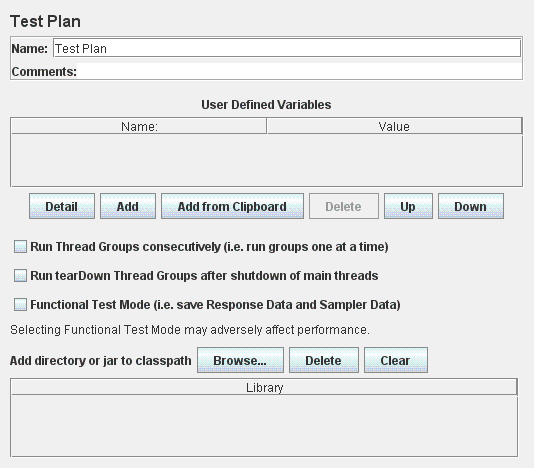 Test Plan
Name: Test Plan
Comments:
User Defined Variables
Name: Value
Detail Add Add from Clipboard Delete Up Down
Run Thread Groups consecutively (i.e. run groups one at a time)
Run tearDown Thread Groups after shutdown of main threads
Functional Test Mode (i.e. save Response Data and Sampler Data)
Selecting Functional Test Mode may adversely affect performance.
Add directory or jar to classpath Browse... Delete Clear
Library